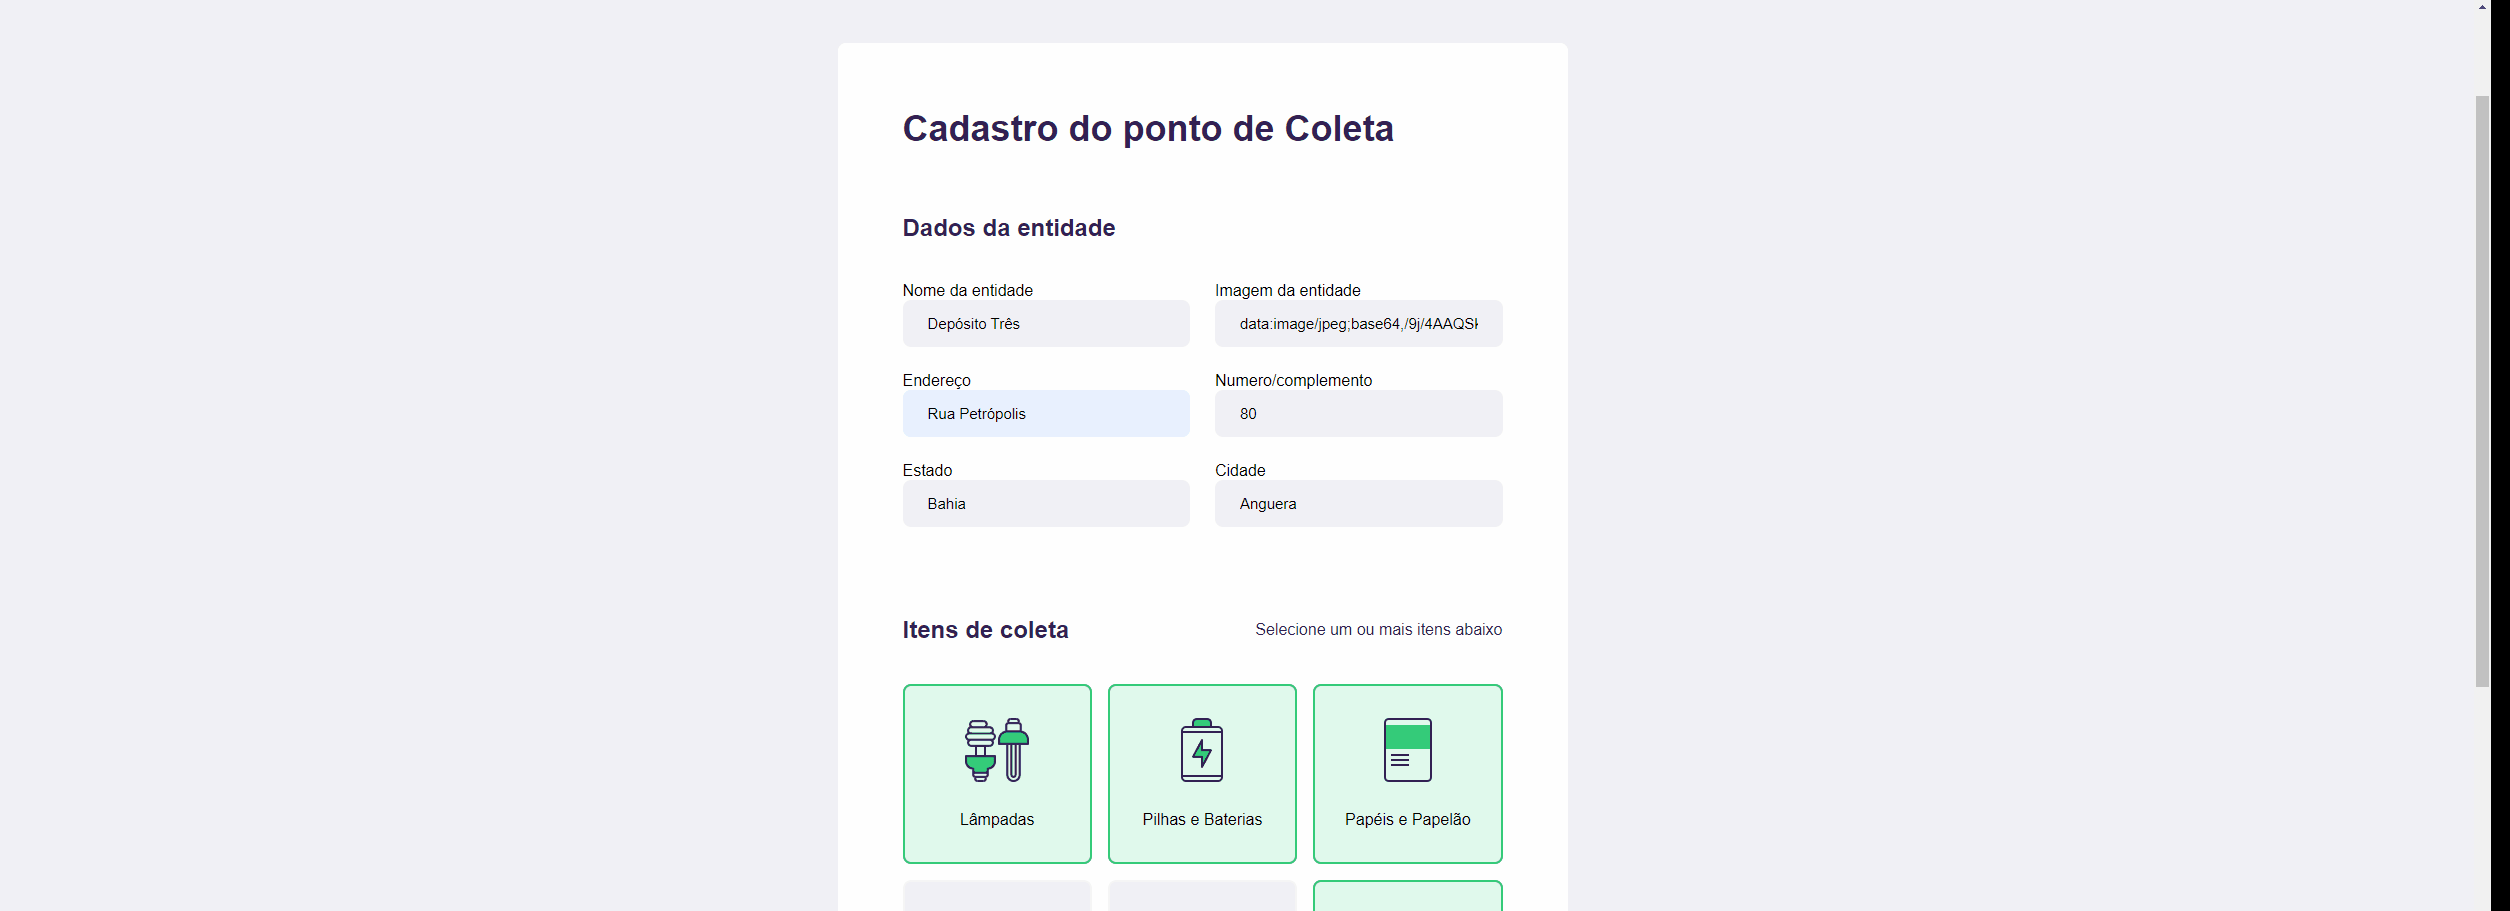 Cadastro do ponto de Coleta
Dados da entidade
Nome da entidade
Imagem da entidade
Depósito Três
data:image/jpeg;base64,/9j/4AAQSk
Endereço
Numero/complemento
Rua Petrópolis
80
Estado
Cidade
Bahia
Anguera
Itens de coleta
Selecione um ou mais itens abaixo
Lâmpadas
Pilhas e Baterias
Papéis e Papelão